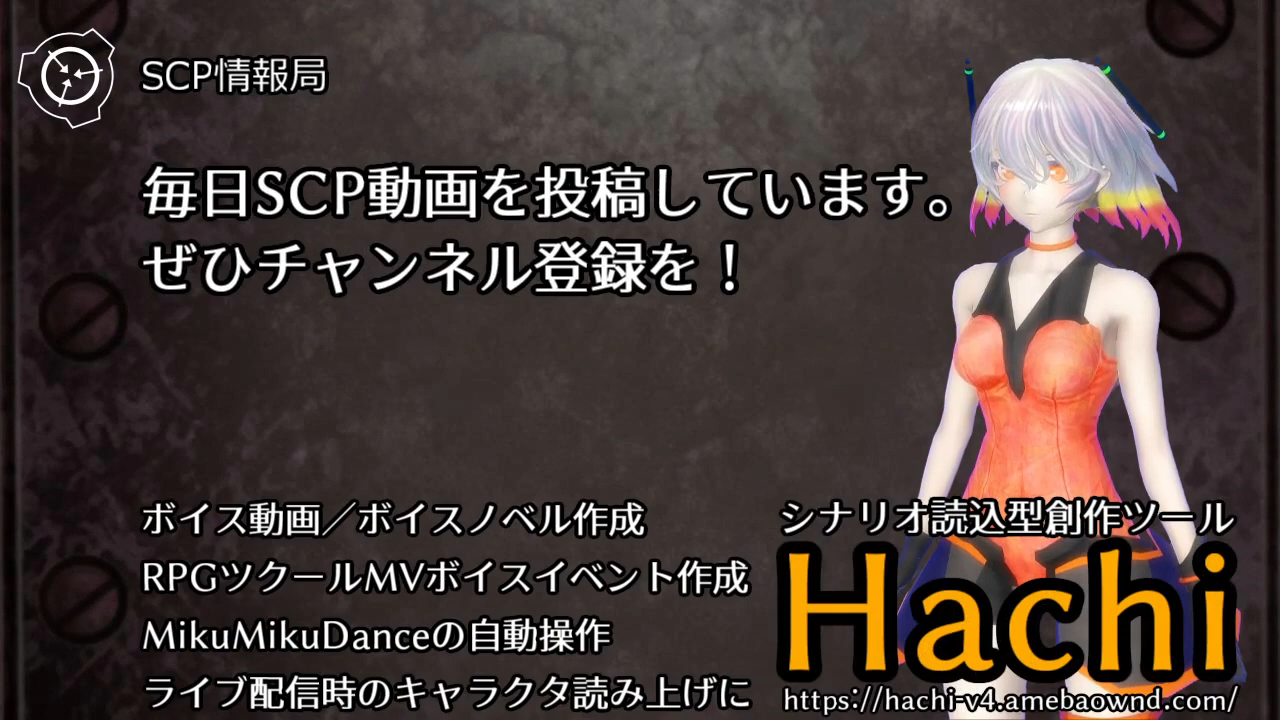 SCP情報局
毎日SCP動画を投稿しています。
ぜひチャンネル登録を！
ボイス動画／ボイスノベル作成
RPGツクールMVボイスイベント作成
MikuMikuDanceの自動操作
ライブ配信時のキャラクタ読み上げに
シナリオ読込型創作ツール
Hachi
https://hachi-v4.amebaownd.com/